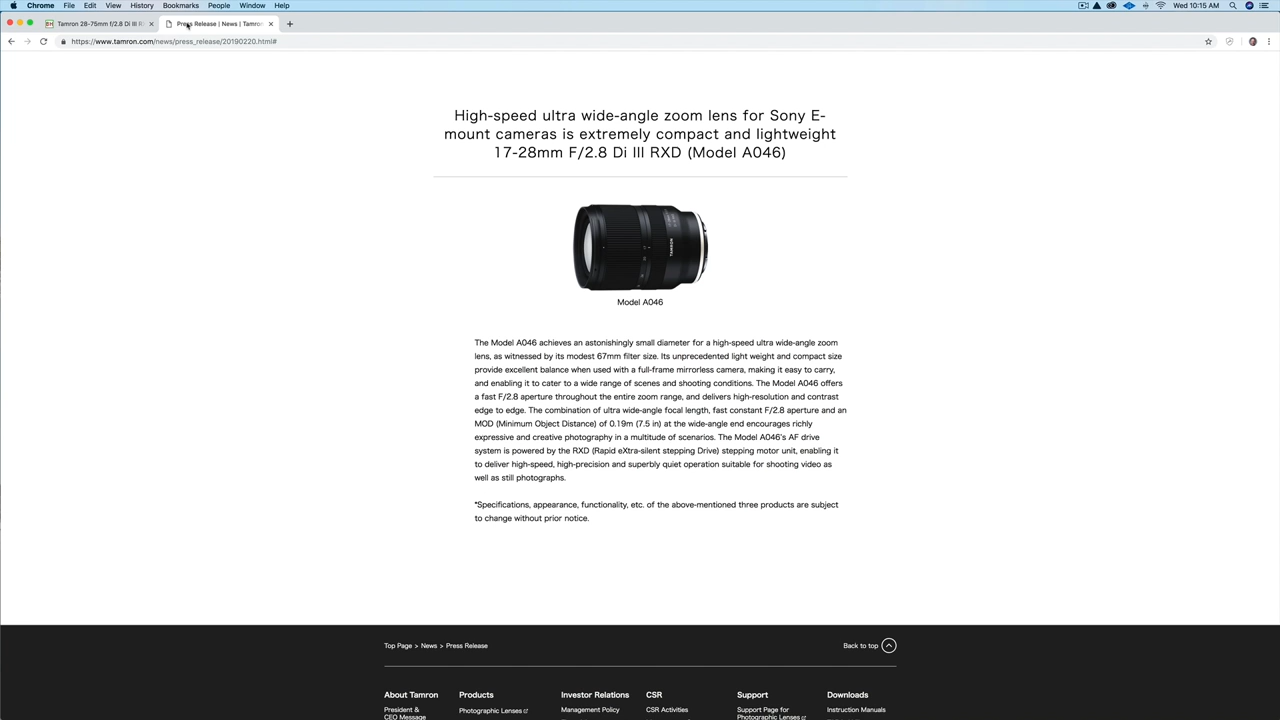 Chrome File Edit View History Bookmarks People Window Help Wed 10:15 AM
Tamron 28-75mm f/2.8 Di III R Press Release | News | Tamron
https://www.tamron.com/news/press_release/20190220.html#
High-speed ultra wide-angle zoom lens for Sony E-
mount cameras is extremely compact and lightweight
17-28mm F/2.8 Di III RXD (Model A046)
TAMRON
Model A046
The Model A046 achieves an astonishingly small diameter for a high-speed ultra wide-angle zoom
lens, as witnessed by its modest 67mm filter size. Its unprecedented light weight and compact size
provide excellent balance when used with a full-frame mirrorless camera, making it easy to carry,
and enabling it to cater to a wide range of scenes and shooting conditions. The Model A046 offers
a fast F/2.8 aperture throughout the entire zoom range, and delivers high-resolution and contrast
edge to edge. The combination of ultra wide-angle focal length, fast constant F/2.8 aperture and an
MOD (Minimum Object Distance) of 0.19m (7.5 in) at the wide-angle end encourages richly
expressive and creative photography in a multitude of scenarios. The Model A046's AF drive
system is powered by the RXD (Rapid eXtra-silent stepping Drive) stepping motor unit, enabling it
to deliver high-speed, high-precision and superbly quiet operation suitable for shooting video as
well as still photographs.
*Specifications, appearance, functionality, etc. of the above-mentioned three products are subject
to change without prior notice.
Top Page > News > Press Release Back to top
About Tamron Products Investor Relations CSR Support Downloads
President & Photographic Lenses Management Policy CSR Activities Support Page for Instruction Manuals
CEO Message Photographic Lenses